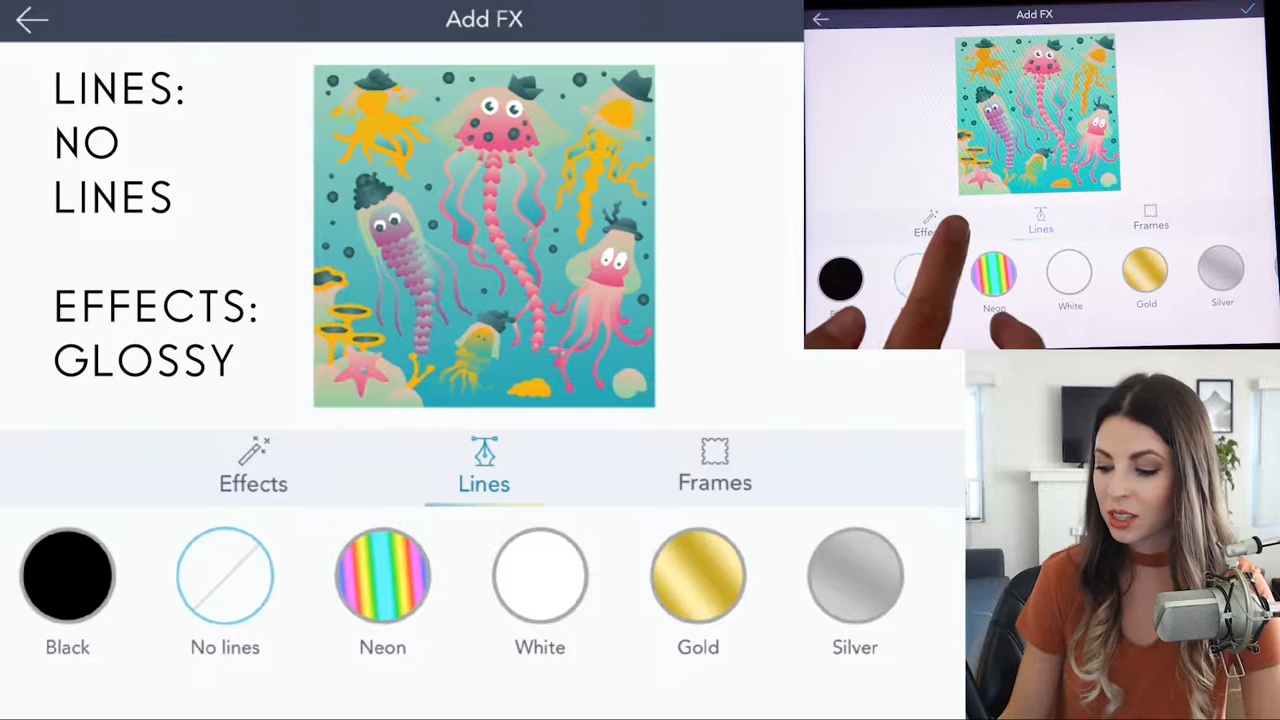 Add FX
LINES:
NO
LINES
EFFECTS:
GLOSSY
Effects
Lines
Frames
Black
No lines
Neon
White
Gold
Silver
Add FX
Lines
Frames
Neon
White
Gold
Silver